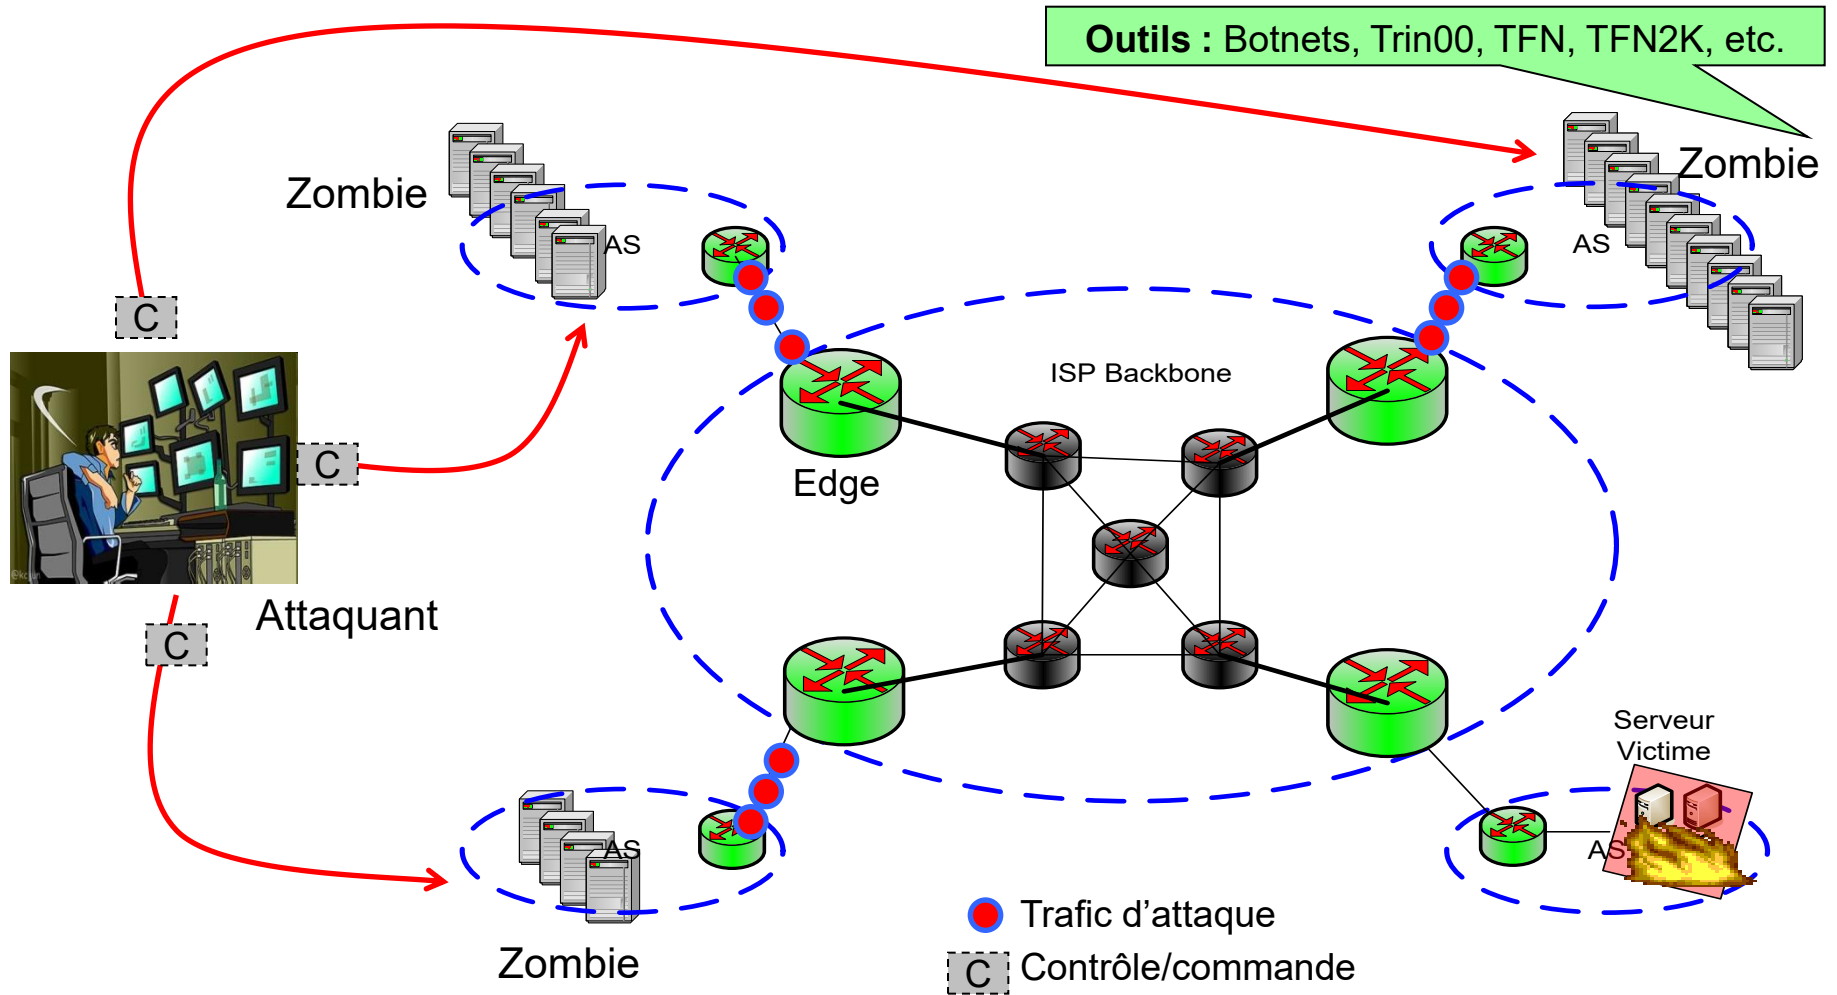 Outils : Botnets, Trin00, TFN, TFN2K, etc.
Zombie
Zombie
AS
AS
C
ISP Backbone
C
Edge
Attaquant
C
Serveur
Victime
AS
AS
Trafic d’attaque
Zombie
C Contrôle/commande